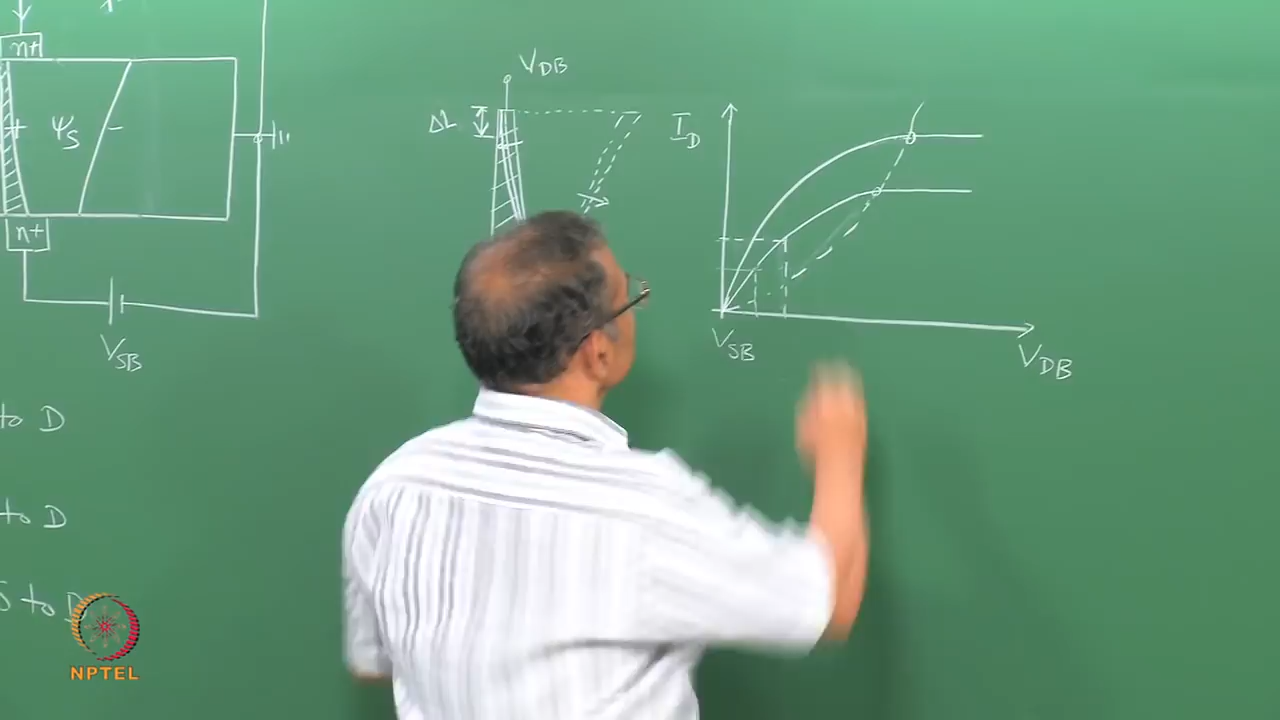 n+
ψS
+
-
n+
VSB
to D
to D
S to D
VDB
ΔL
ID
VSB
VDB
NPTEL